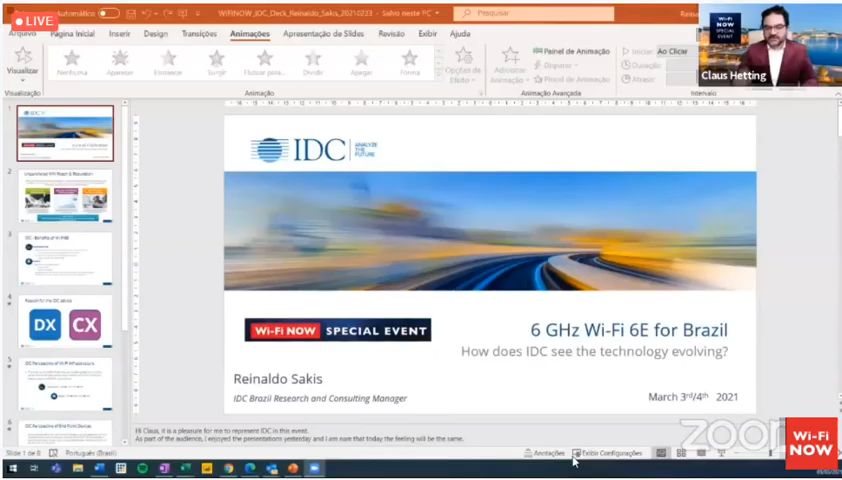 LIVE
WIFINOW_IDC_Deck_Reinaldo_Sakis_20210233 - Salvo neste PC
Pesquisar
Arquivo Página Inicial Inserir Design Transições Animações Apresentação de Slides Revisão Exibir Ajuda
Visualizar
Nenhuma Aparecer Surgir Dividir Apagar Forma
Opções de
Efeito
Adicionar
Animação
Painel de Animação
Disparar
Pincel de Animação
Iniciar: Ao Clicar
Duração:
Atraso:
Visualização
Animação
Animação Avançada
Intervalo
Wi-Fi
NOW
SPECIAL
EVENT
Claus Hetting
1
2
3
4
DX CX
5
6
IDC
ANALYZE
THE
FUTURE
Wi-Fi NOW SPECIAL EVENT
6 GHz Wi-Fi 6E for Brazil
How does IDC see the technology evolving?
Reinaldo Sakis
IDC Brazil Research and Consulting Manager
March 3rd/4th 2021
Hi Claus, it is a pleasure for me to represent IDC in this event.
As part of the audience, I enjoyed the presentations yesterday and I am sure that today the feeling will be the same.
zoom
Wi-Fi
NOW
Slide 1 de 8
Português (Brasil)
Anotações
Exibir Configurações